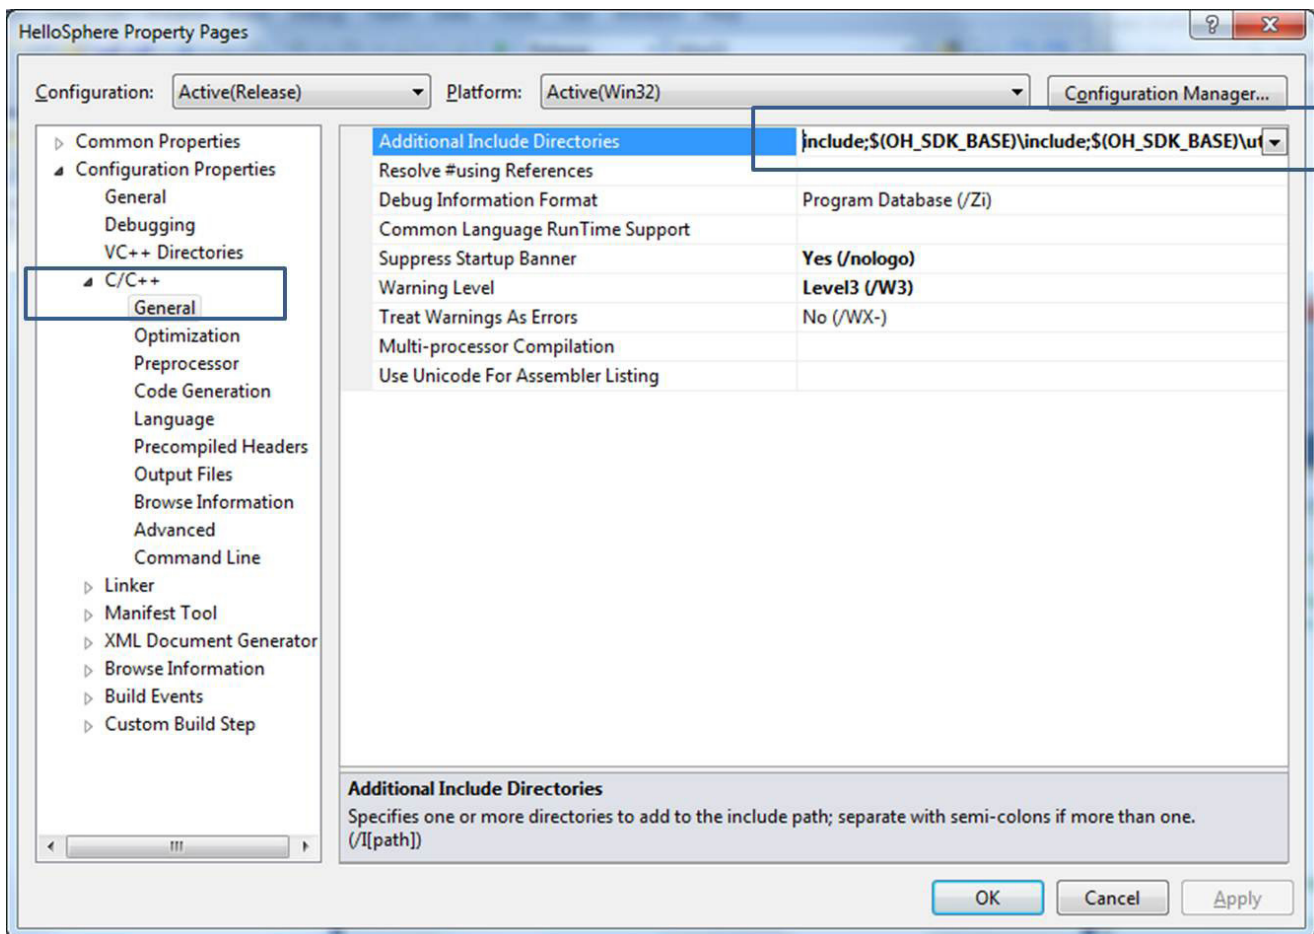 HelloSphere Property Pages
Configuration: Active(Release) Platform: Active(Win32) Configuration Manager...
Common Properties
Configuration Properties
General
Debugging
VC++ Directories
C/C++
General
Optimization
Preprocessor
Code Generation
Language
Precompiled Headers
Output Files
Browse Information
Advanced
Command Line
Linker
Manifest Tool
XML Document Generator
Browse Information
Build Events
Custom Build Step
Additional Include Directories include;$(OH_SDK_BASE)\include;$(OH_SDK_BASE)\ut
Resolve #using References
Debug Information Format Program Database (/Zi)
Common Language RunTime Support
Suppress Startup Banner Yes (/nologo)
Warning Level Level3 (/W3)
Treat Warnings As Errors No (/WX-)
Multi-processor Compilation
Use Unicode For Assembler Listing
Additional Include Directories
Specifies one or more directories to add to the include path; separate with semi-colons if more than one.
(/I[path])
OK Cancel Apply